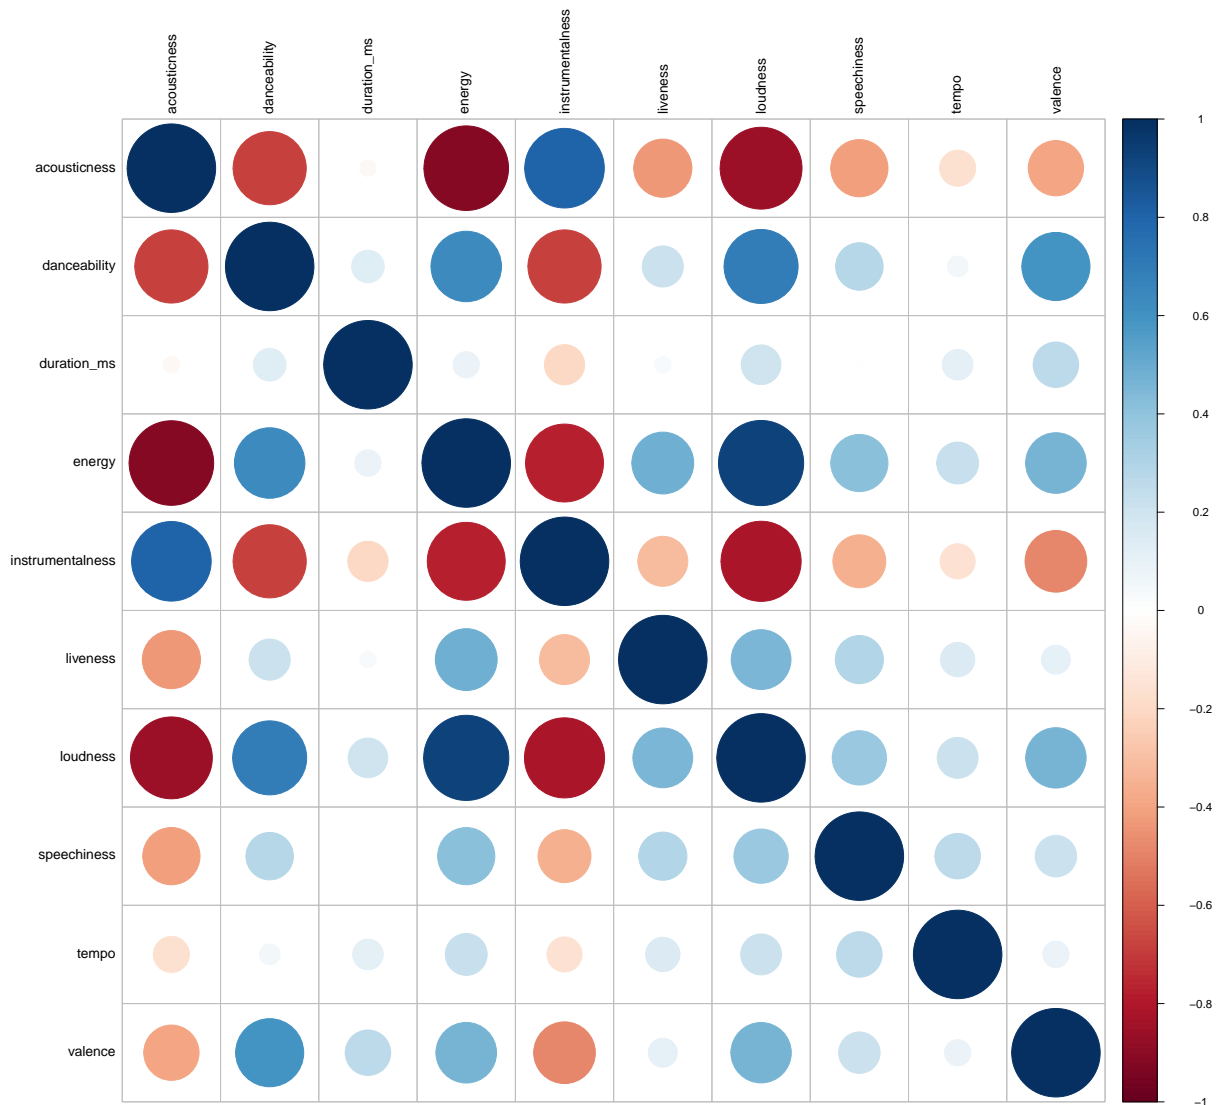 acousticness
danceability
duration_ms
energy
instrumentalness
liveness
loudness
speechiness
tempo
valence
acousticness
danceability
duration_ms
energy
instrumentalness
liveness
loudness
speechiness
tempo
valence
1
0.8
0.6
0.4
0.2
0
−0.2
−0.4
−0.6
−0.8
−1